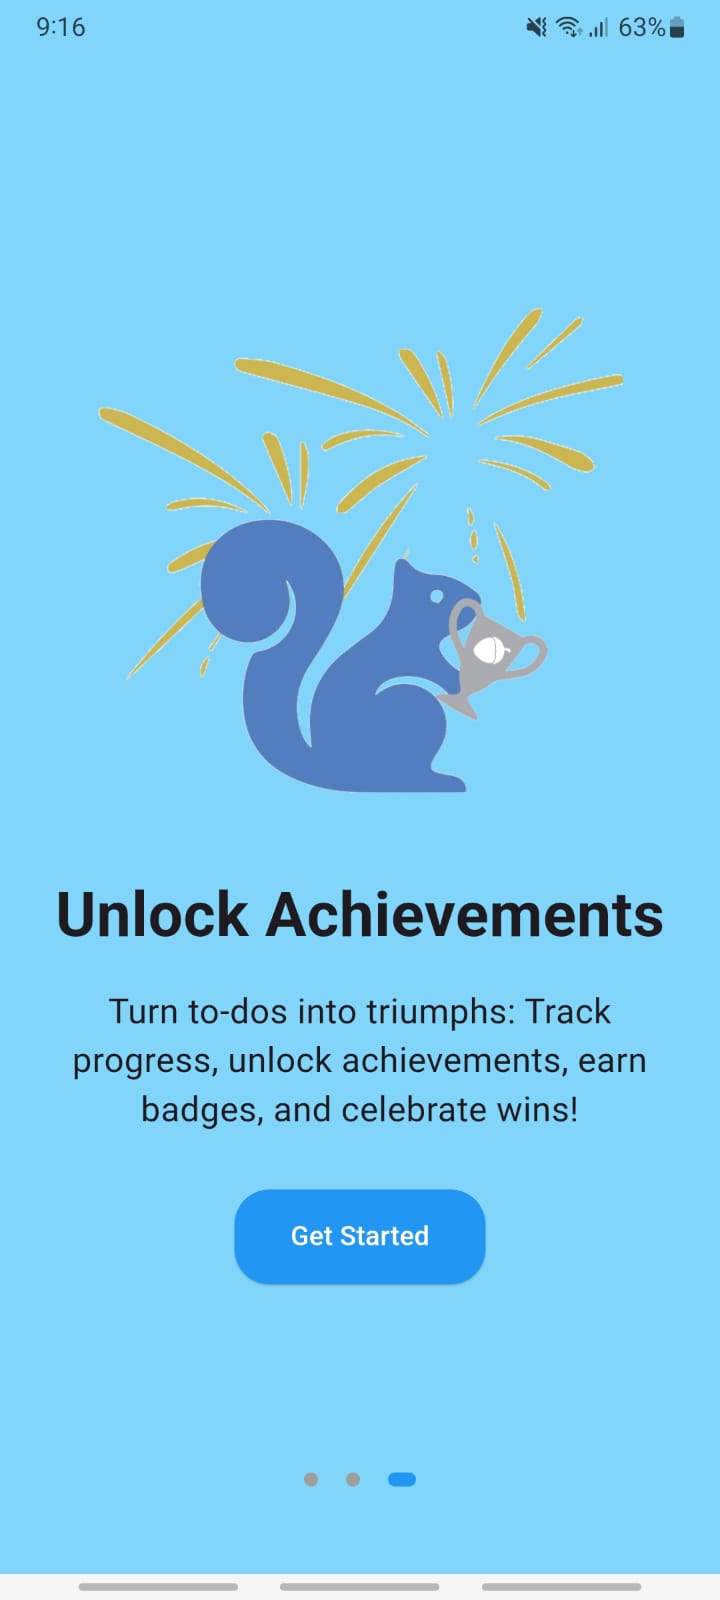 9:16
63%
Unlock Achievements
Turn to-dos into triumphs: Track
progress, unlock achievements, earn
badges, and celebrate wins!
Get Started